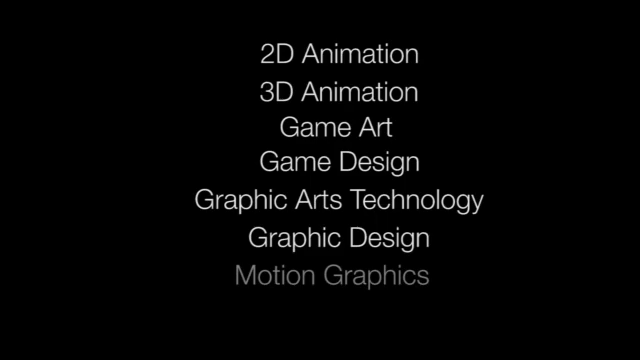 2D Animation
3D Animation
Game Art
Game Design
Graphic Arts Technology
Graphic Design
Motion Graphics